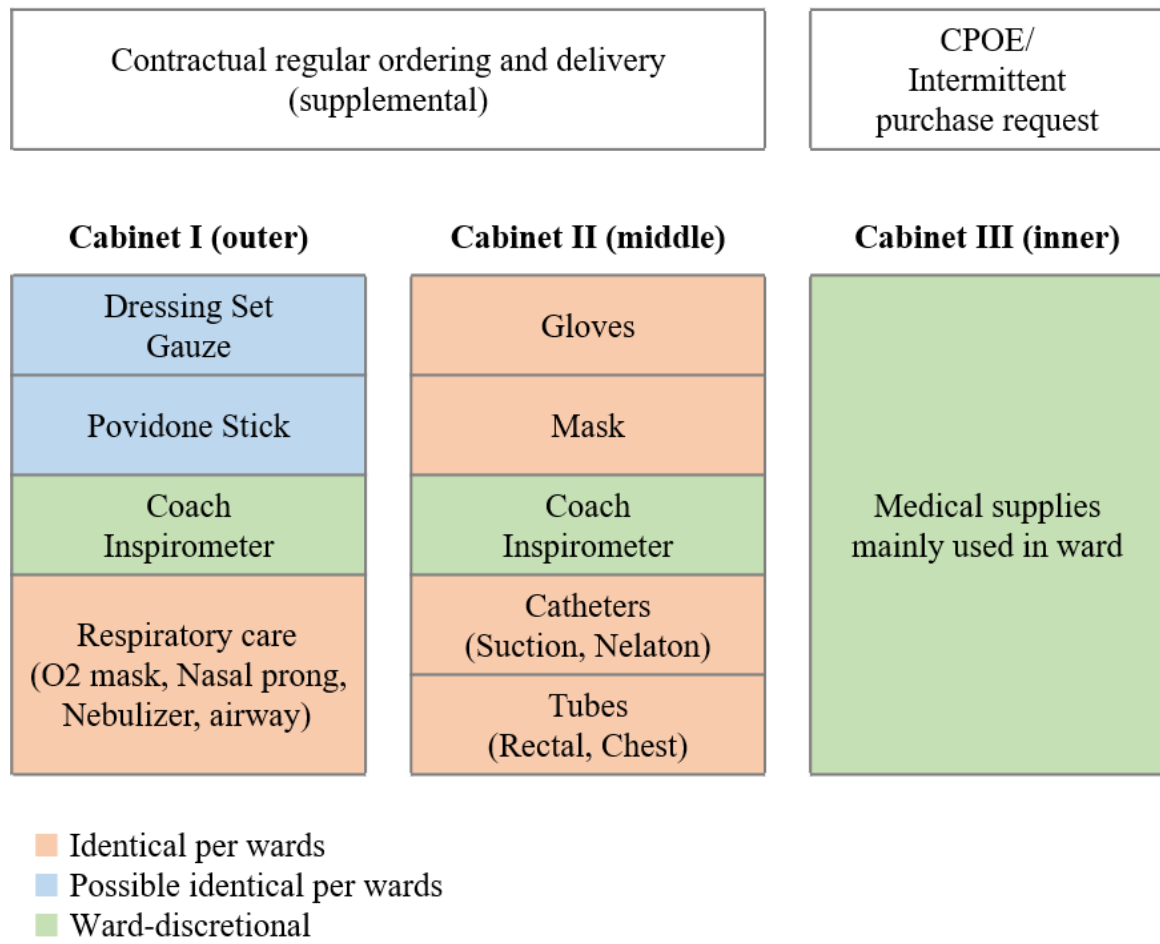 Contractual regular ordering and delivery
(supplemental)
CPOE/
Intermittent
purchase request
Cabinet I (outer)
Dressing Set
Gauze
Povidone Stick
Coach
Inspirometer
Respiratory care
(O2 mask, Nasal prong,
Nebulizer, airway)
Cabinet II (middle)
Gloves
Mask
Coach
Inspirometer
Catheters
(Suction, Nelaton)
Tubes
(Rectal, Chest)
Cabinet III (inner)
Medical supplies
mainly used in ward
Identical per wards
Possible identical per wards
Ward-discretional